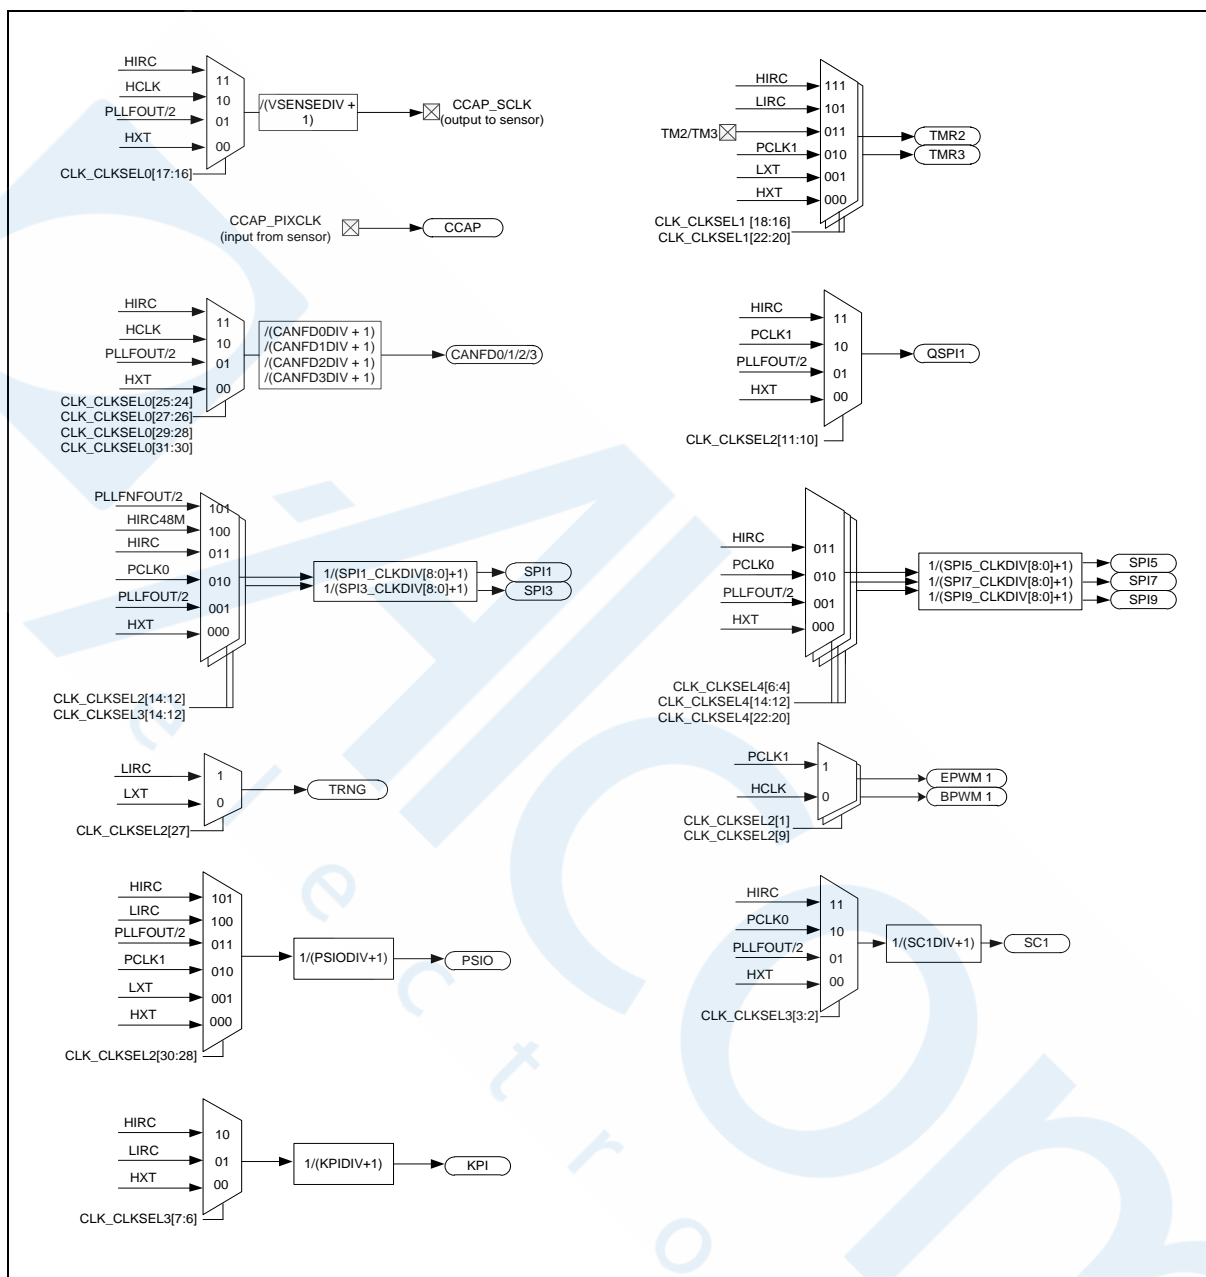 HIRC
HCLK
PLLFOUT/2
HXT
11
10
01
00
CLK_CLKSEL0[17:16]
/(VSENSEDIV +
1)
CCAP_SCLK
(output to sensor)
CCAP_PIXCLK
(input from sensor)
CCAP
HIRC
HCLK
PLLFOUT/2
HXT
11
10
01
00
CLK_CLKSEL0[25:24]
CLK_CLKSEL0[27:26]
CLK_CLKSEL0[29:28]
CLK_CLKSEL0[31:30]
/(CANFD0DIV + 1)
/(CANFD1DIV + 1)
/(CANFD2DIV + 1)
/(CANFD3DIV + 1)
CANFD0/1/2/3
PLLFNFOUT/2
HIRC48M
HIRC
PCLK0
PLLFOUT/2
HXT
101
100
011
010
001
000
CLK_CLKSEL2[14:12]
CLK_CLKSEL3[14:12]
1/(SPI1_CLKDIV[8:0]+1)
1/(SPI3_CLKDIV[8:0]+1)
SPI1
SPI3
LIRC
LXT
1
0
CLK_CLKSEL2[27]
TRNG
HIRC
LIRC
PLLFOUT/2
PCLK1
LXT
HXT
101
100
011
010
001
000
CLK_CLKSEL2[30:28]
1/(PSIODIV+1)
PSIO
HIRC
LIRC
HXT
10
01
00
CLK_CLKSEL3[7:6]
1/(KPIDIV+1)
KPI
HIRC
LIRC
TM2/TM3
PCLK1
LXT
HXT
111
101
011
010
001
000
CLK_CLKSEL1 [18:16]
CLK_CLKSEL1[22:20]
TMR2
TMR3
HIRC
PCLK1
PLLFOUT/2
HXT
11
10
01
00
CLK_CLKSEL2[11:10]
QSPI1
HIRC
PCLK0
PLLFOUT/2
HXT
011
010
001
000
CLK_CLKSEL4[6:4]
CLK_CLKSEL4[14:12]
CLK_CLKSEL4[22:20]
1/(SPI5_CLKDIV[8:0]+1)
1/(SPI7_CLKDIV[8:0]+1)
1/(SPI9_CLKDIV[8:0]+1)
SPI5
SPI7
SPI9
PCLK1
HCLK
1
0
CLK_CLKSEL2[1]
CLK_CLKSEL2[9]
EPWM 1
BPWM 1
HIRC
PCLK0
PLLFOUT/2
HXT
11
10
01
00
CLK_CLKSEL3[3:2]
1/(SC1DIV+1)
SC1